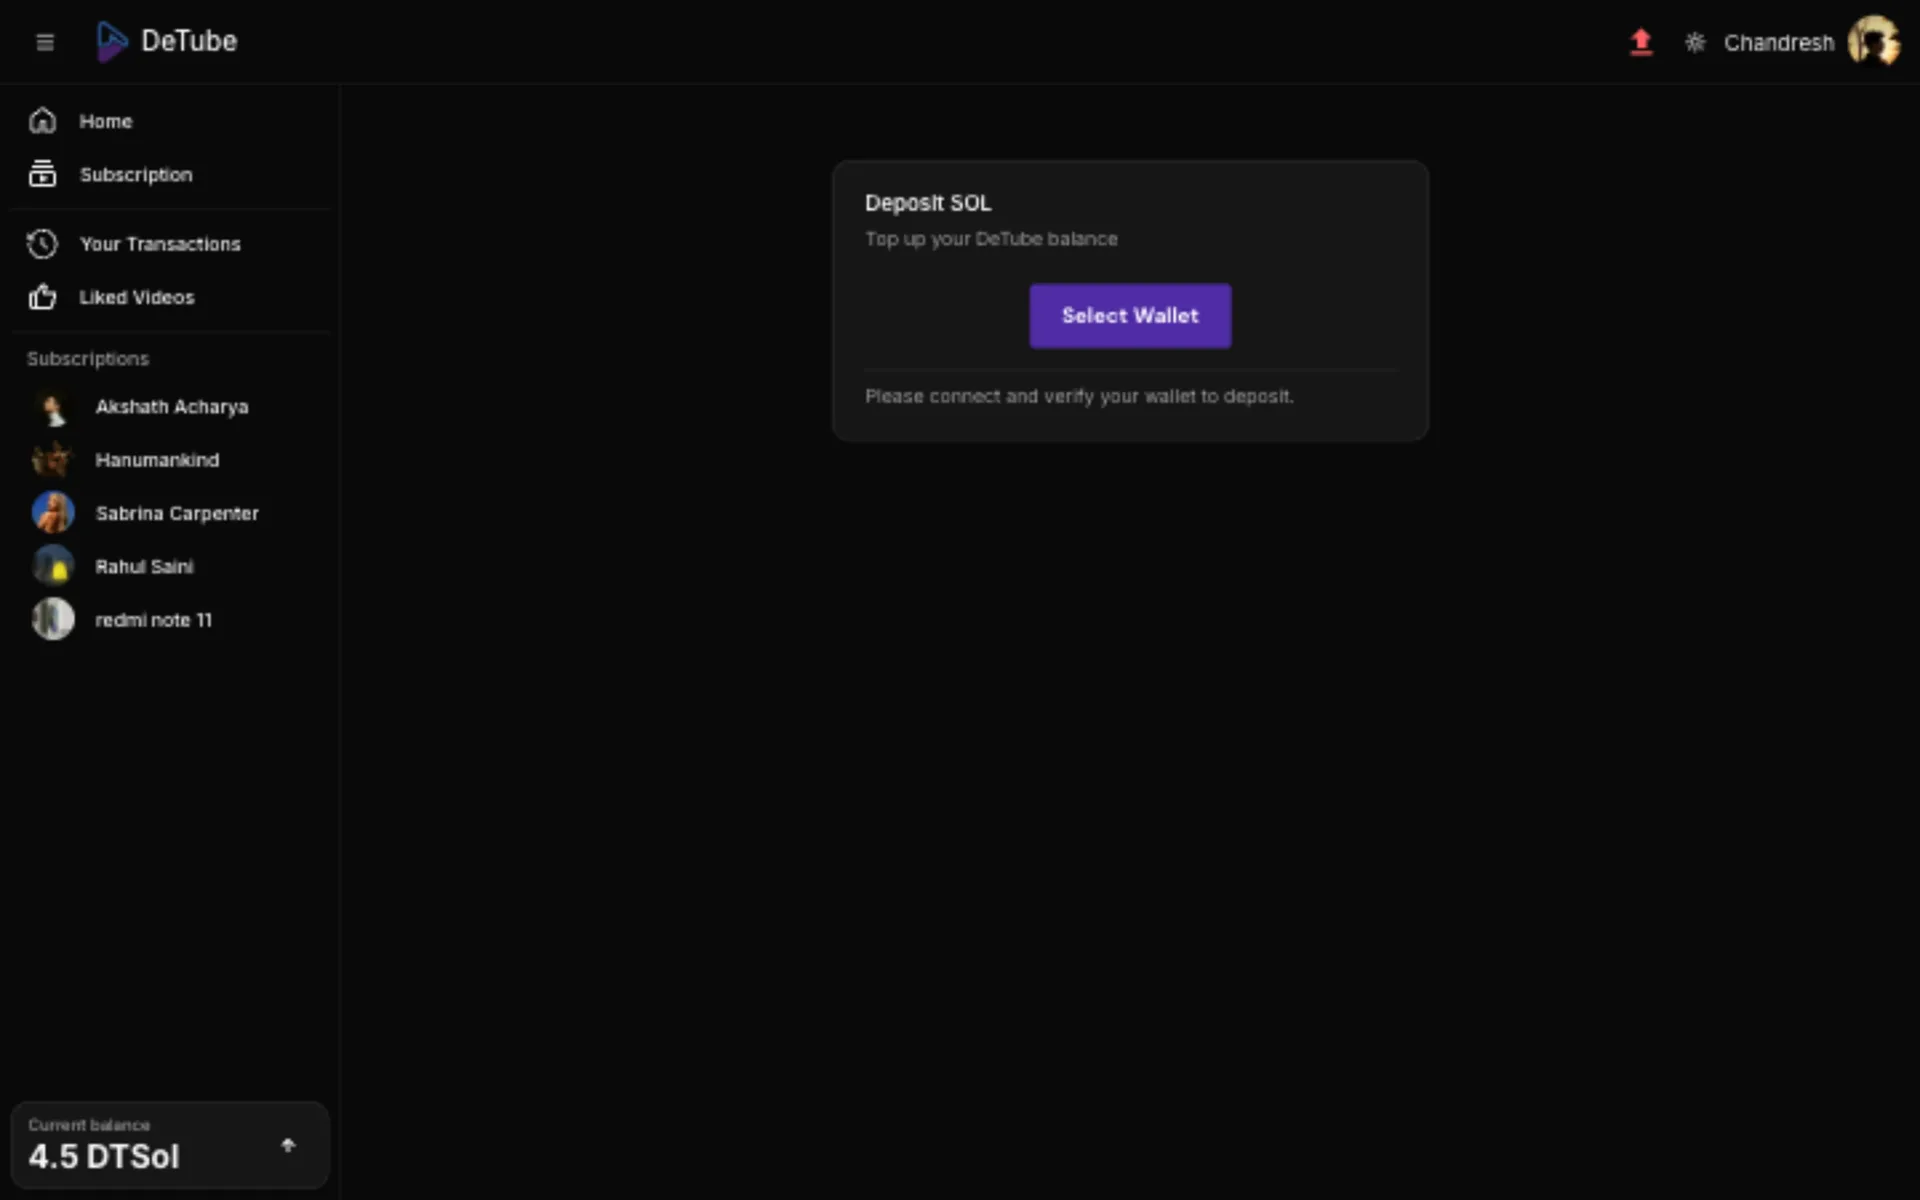 DeTube
Chandresh
Home
Subscription
Your Transactions
Liked Videos
Subscriptions
Akshath Acharya
Hanumankind
Sabrina Carpenter
Rahul Saini
redmi note 11
Current balance
4.5 DTSol
Deposit SOL
Top up your DeTube balance
Select Wallet
Please connect and verify your wallet to deposit.